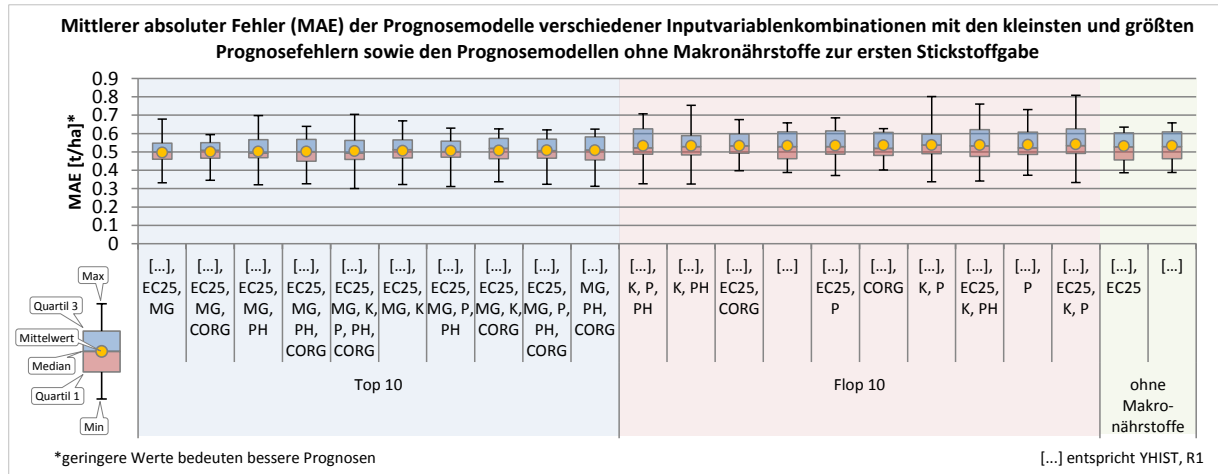 Mittlerer absoluter Fehler (MAE) der Prognosemodelle verschiedener Inputvariablenkombinationen mit den kleinsten und größten
Prognosefehlern sowie den Prognosemodellen ohne Makronährstoffe zur ersten Stickstoffgabe
MAE [t/ha]*
0.9
0.8
0.7
0.6
0.5
0.4
0.3
0.2
0.1
0
[...], EC25, MG
[...], EC25, MG, CORG
[...], EC25, MG, PH
[...], EC25, MG, PH, CORG
[...], EC25, MG, K, P, PH, CORG
[...], EC25, MG, K
[...], EC25, MG, P, PH
[...], EC25, MG, K, CORG
[...], EC25, MG, P, PH, CORG
[...], MG, PH, CORG
[...], K, P, PH
[...], K, PH
[...], EC25, CORG
[...]
[...], EC25, P
[...], CORG
[...], K, P
[...], EC25, K, PH
[...], P
[...], EC25, K, P
[...], EC25
[...]
Top 10
Flop 10
ohne
Makro-
nährstoffe
Max
Quartil 3
Mittelwert
Median
Quartil 1
Min
*geringere Werte bedeuten bessere Prognosen
[...] entspricht YHIST, R1